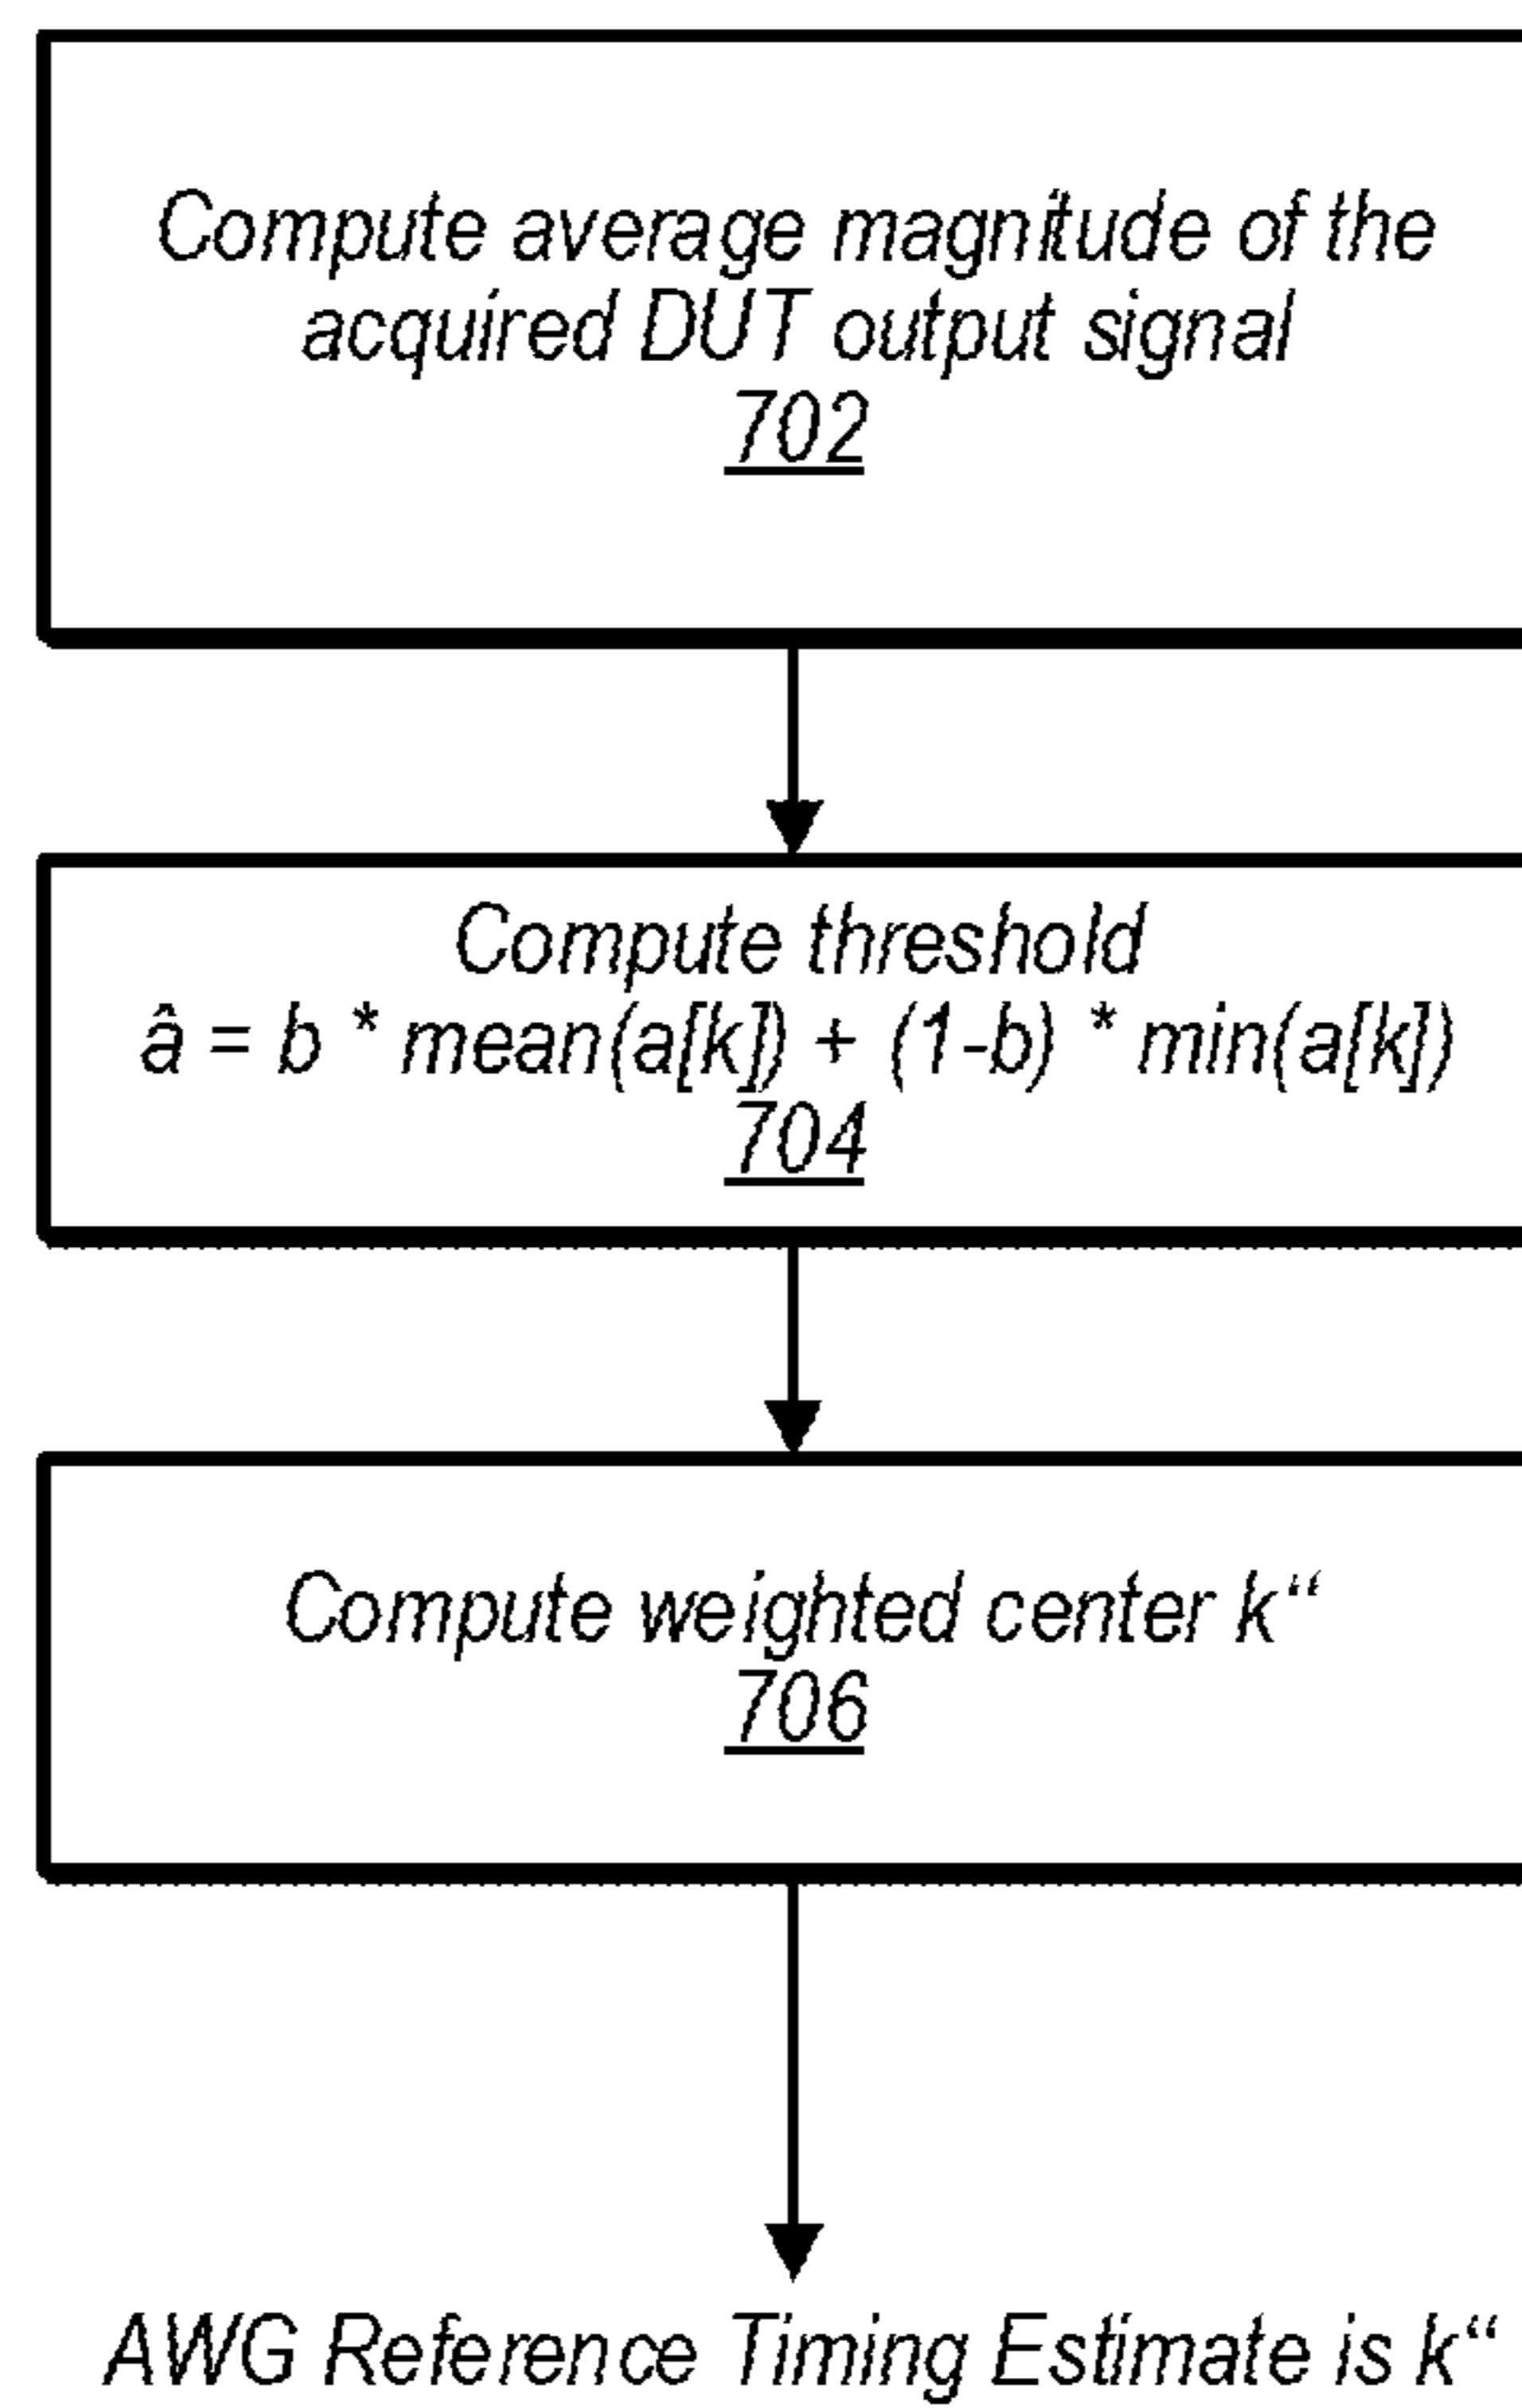 Compute average magnitude of the
acquired DUT output signal
702
Compute threshold
â = b * mean(a[k]) + (1-b) * min(a[k])
704
Compute weighted center k“
706
AWG Reference Timing Estimate is k“